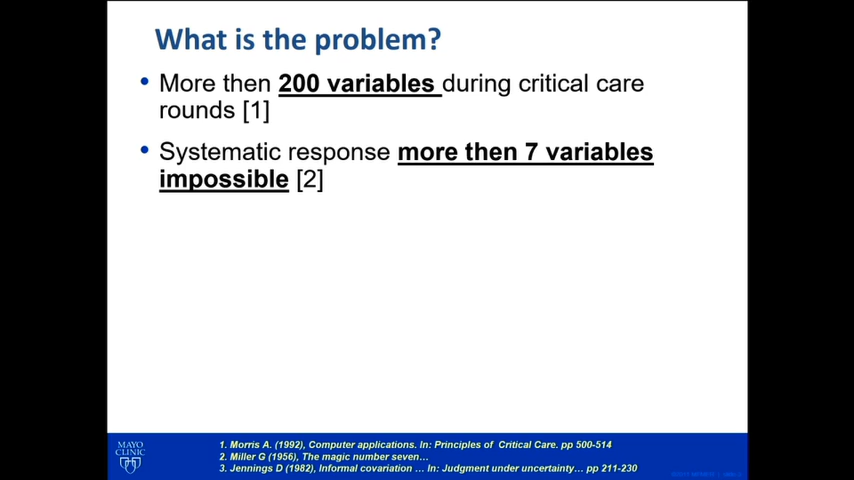 What is the problem?
• More then 200 variables during critical care
rounds [1]
• Systematic response more then 7 variables
impossible [2]
MAYO
CLINIC
1. Morris A. (1992), Computer applications. In: Principles of Critical Care. pp 500-514
2. Miller G (1956), The magic number seven…
3. Jennings D (1982), Informal covariation … In: Judgment under uncertainty… pp 211-230